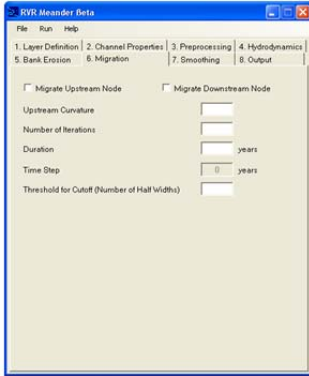 RVR Meander Beta
File Run Help
1. Layer Definition 2. Channel Properties 3. Preprocessing 4. Hydrodynamics
5. Bank Erosion 6. Migration 7. Smoothing 8. Output
Migrate Upstream Node Migrate Downstream Node
Upstream Curvature
Number of Iterations
Duration years
Time Step 0 years
Threshold for Cutoff (Number of Half Widths)